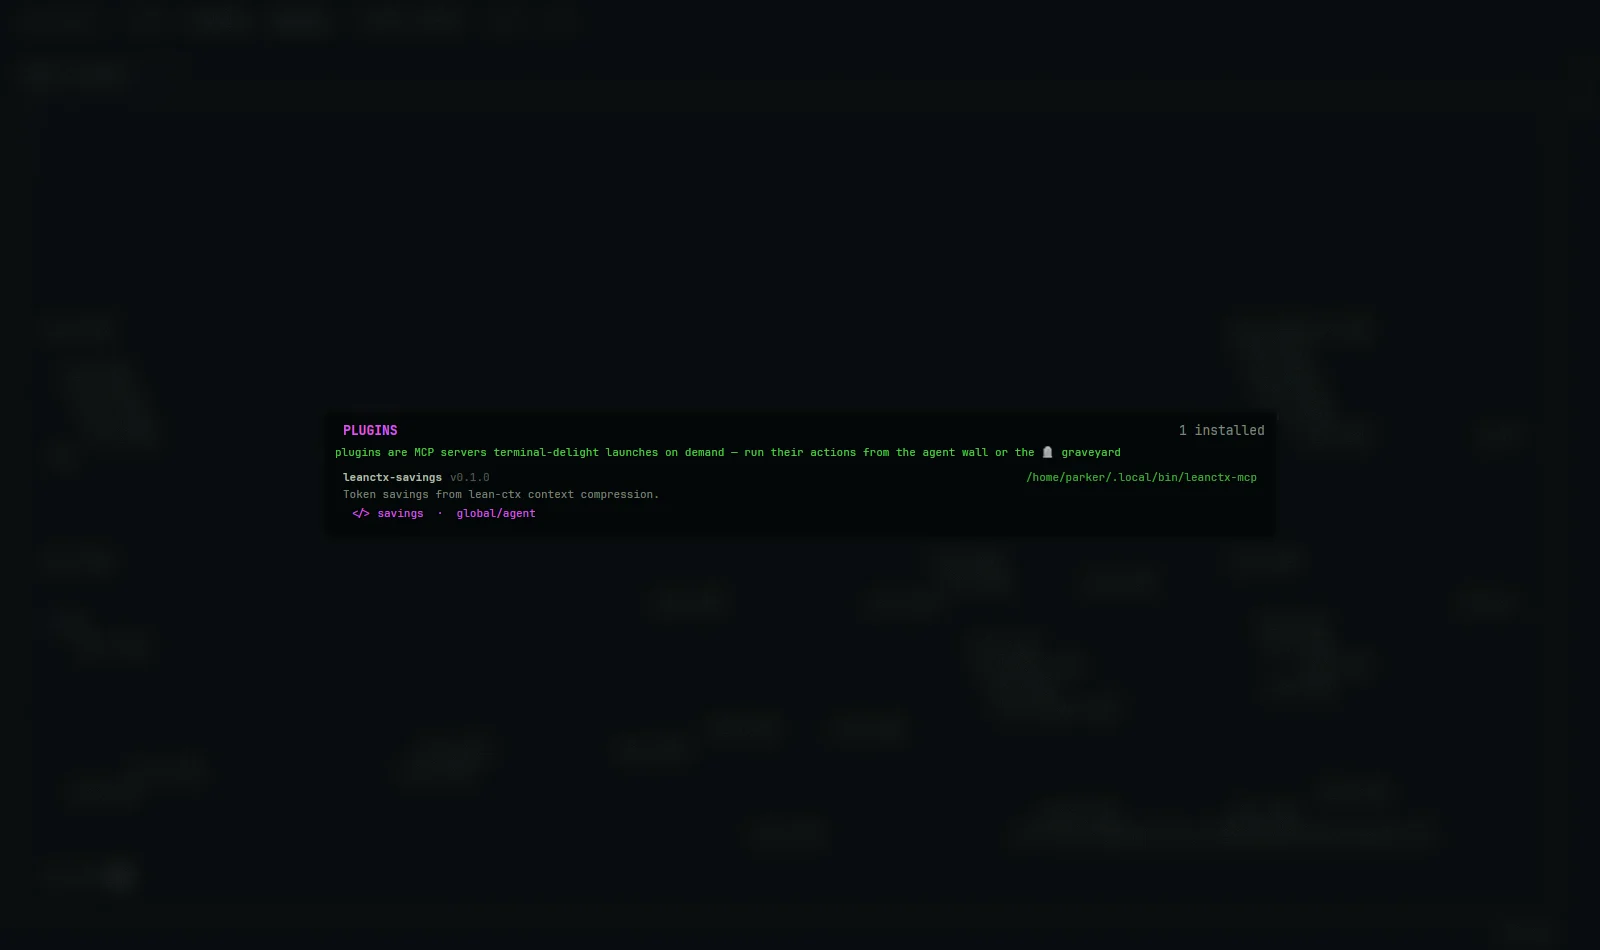 PLUGINS 1 installed
plugins are MCP servers terminal-delight launches on demand — run their actions from the agent wall or the 🪦 graveyard
leanctx-savings v0.1.0 /home/parker/.local/bin/leanctx-mcp
Token savings from lean-ctx context compression.
</> savings · global/agent